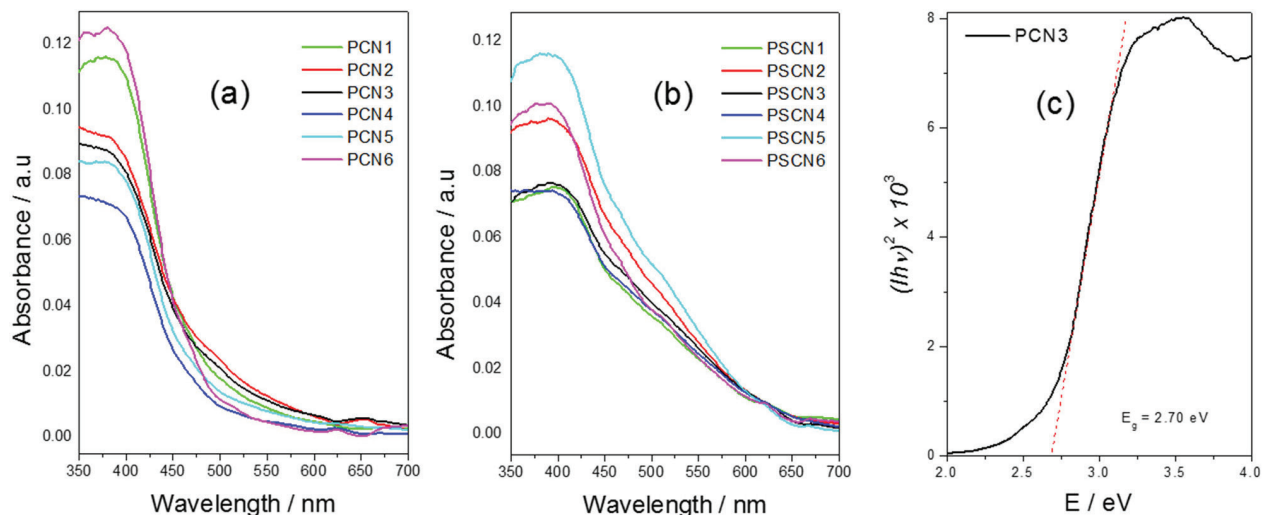 (a)
PCN1
PCN2
PCN3
PCN4
PCN5
PCN6
Absorbance / a.u
0.12
0.10
0.08
0.06
0.04
0.02
0.00
350 400 450 500 550 600 650 700
Wavelength / nm
(b)
PSCN1
PSCN2
PSCN3
PSCN4
PSCN5
PSCN6
Absorbance / a.u
0.12
0.10
0.08
0.06
0.04
0.02
0.00
350 400 450 500 550 600 650 700
Wavelength / nm
(c)
PCN3
(Ihν)² x 10³
8
6
4
2
0
E_g = 2.70 eV
2.0 2.5 3.0 3.5 4.0
E / eV